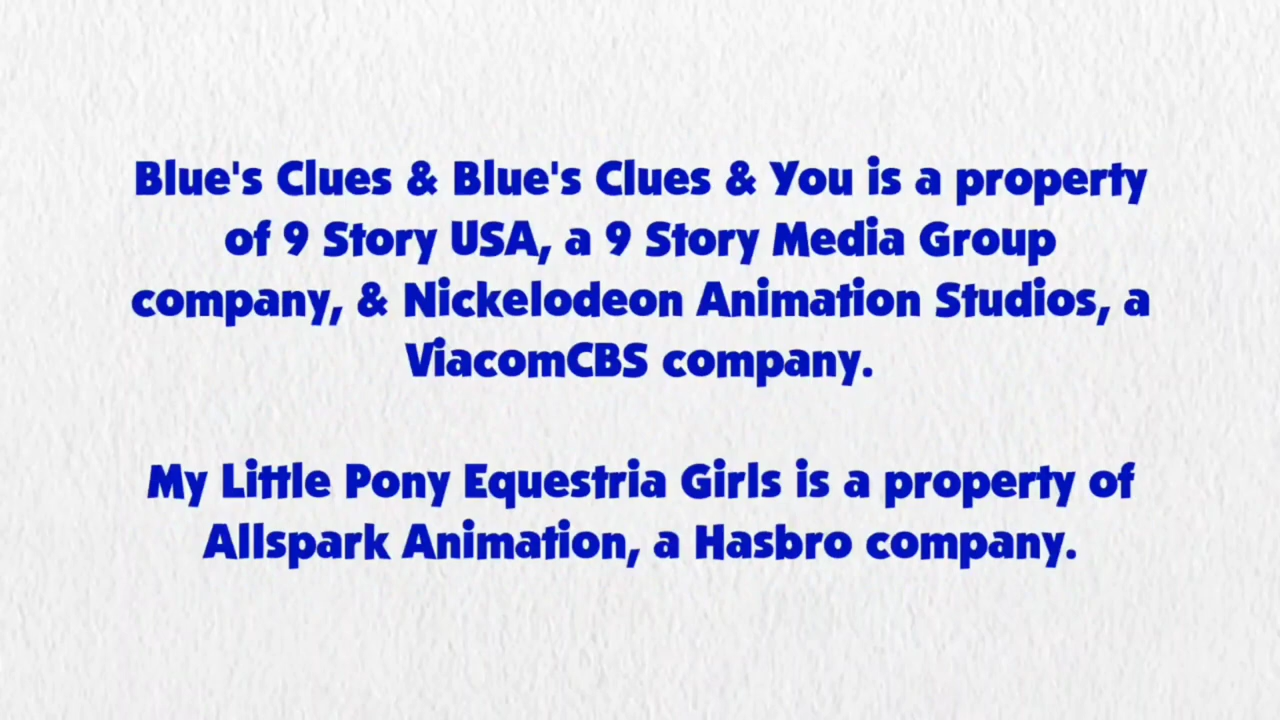 Blue's Clues & Blue's Clues & You is a property
of 9 Story USA, a 9 Story Media Group
company, & Nickelodeon Animation Studios, a
ViacomCBS company.
My Little Pony Equestria Girls is a property of
Allspark Animation, a Hasbro company.